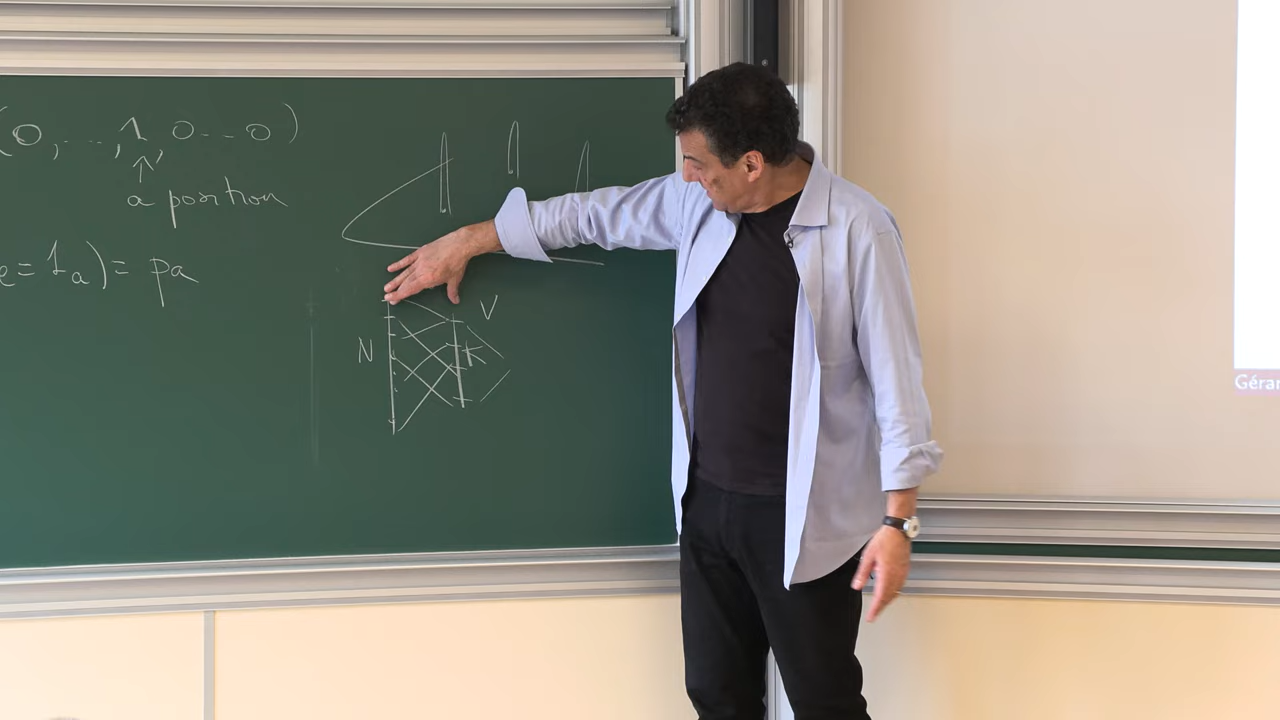 (0, ..., 1, 0 -- 0)
a position
e = 1a) = pa
V
N
K
Géra